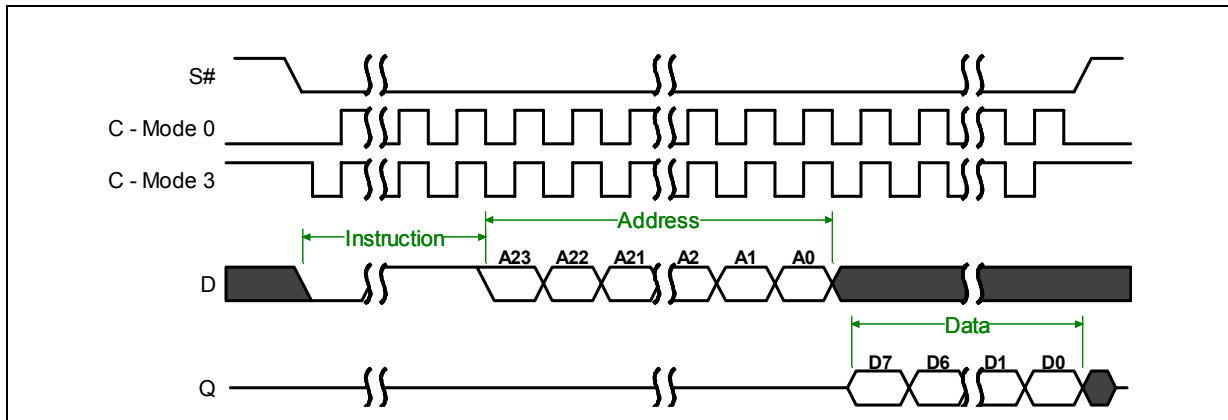 S#
C - Mode 0
C - Mode 3
Address
Instruction
A23 A22 A21 A2 A1 A0
D
Data
D7 D6 D1 D0
Q